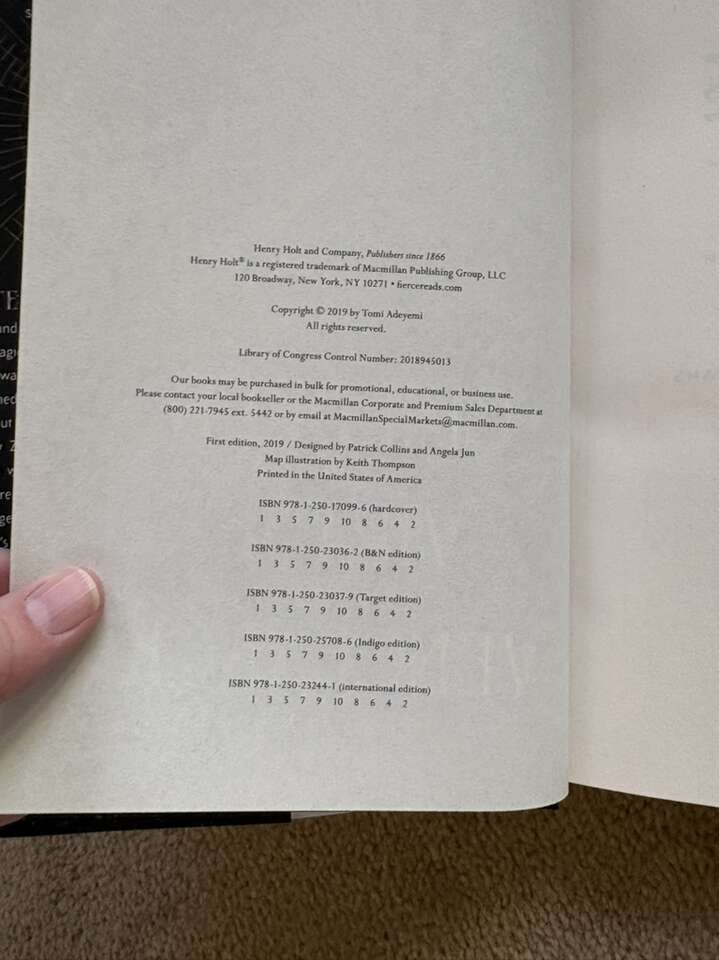 Henry Holt and Company, Publishers since 1866
Henry Holt® is a registered trademark of Macmillan Publishing Group, LLC
120 Broadway, New York, NY 10271 • fiercereads.com
Copyright © 2019 by Tomi Adeyemi
All rights reserved.
Library of Congress Control Number: 2018945013
Our books may be purchased in bulk for promotional, educational, or business use.
Please contact your local bookseller or the Macmillan Corporate and Premium Sales Department at
(800) 221-7945 ext. 5442 or by email at MacmillanSpecialMarkets@macmillan.com.
First edition, 2019 / Designed by Patrick Collins and Angela Jun
Map illustration by Keith Thompson
Printed in the United States of America
ISBN 978-1-250-17099-6 (hardcover)
1 3 5 7 9 10 8 6 4 2
ISBN 978-1-250-23036-2 (B&N edition)
1 3 5 7 9 10 8 6 4 2
ISBN 978-1-250-23037-9 (Target edition)
1 3 5 7 9 10 8 6 4 2
ISBN 978-1-250-25708-6 (Indigo edition)
1 3 5 7 9 10 8 6 4 2
ISBN 978-1-250-23244-1 (international edition)
1 3 5 7 9 10 8 6 4 2